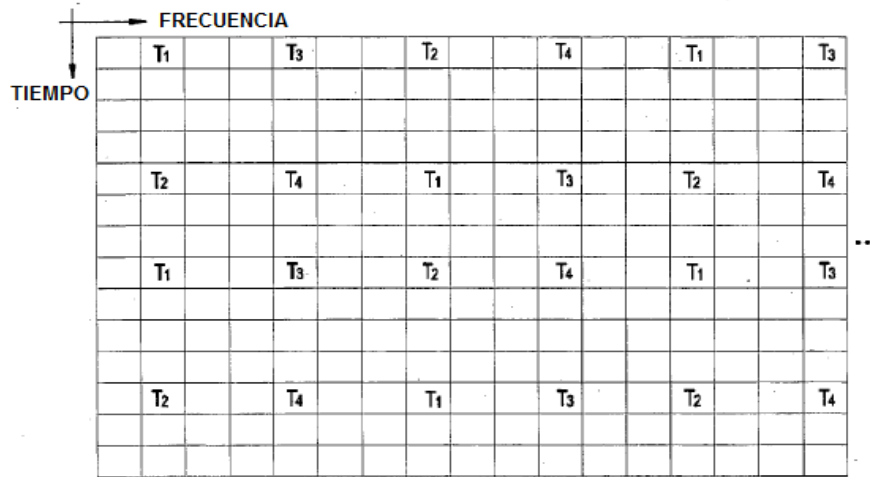 FRECUENCIA
T1 T3 T2 T4 T1 T3
TIEMPO
T2 T4 T1 T3 T2 T4
..
T1 T3 T2 T4 T1 T3
T2 T4 T1 T3 T2 T4